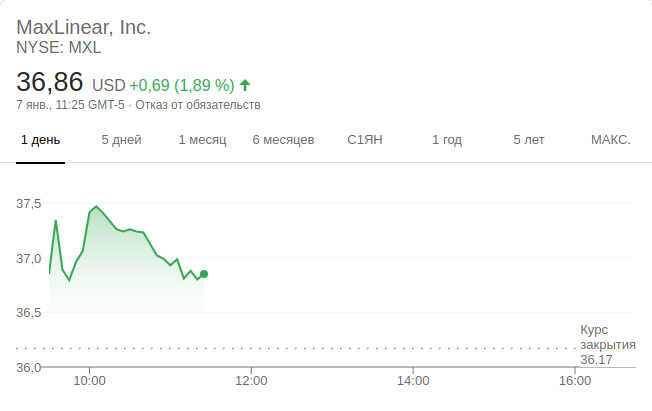 MaxLinear, Inc.
NYSE: MXL
36,86 USD +0,69 (1,89 %)
7 янв., 11:25 GMT-5 · Отказ от обязательств
1 день 5 дней 1 месяц 6 месяцев С1ЯН 1 год 5 лет МАКС.
37,5
37,0
36,5
Курс
закрытия
36,17
36,0
10:00 12:00 14:00 16:00